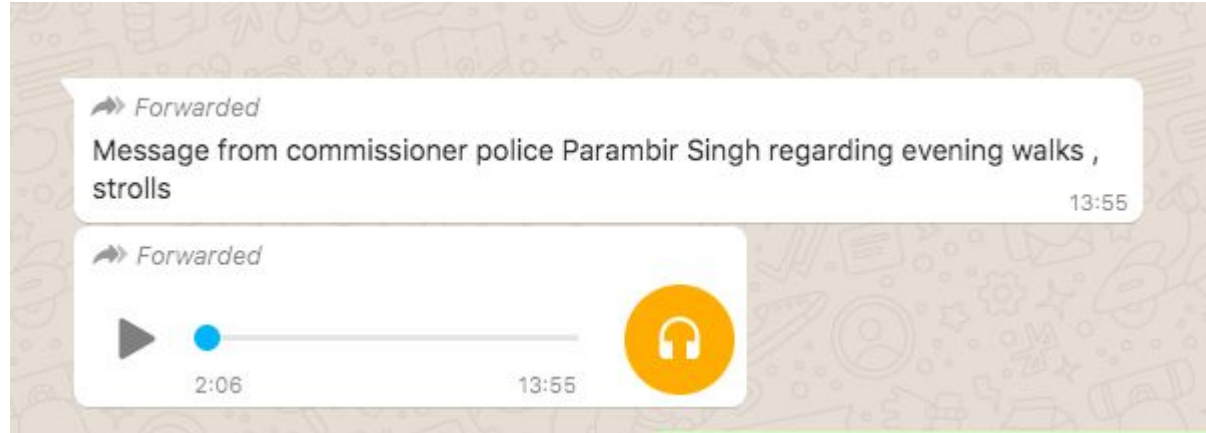 Forwarded
Message from commissioner police Parambir Singh regarding evening walks ,
strolls
13:55
Forwarded
2:06 13:55